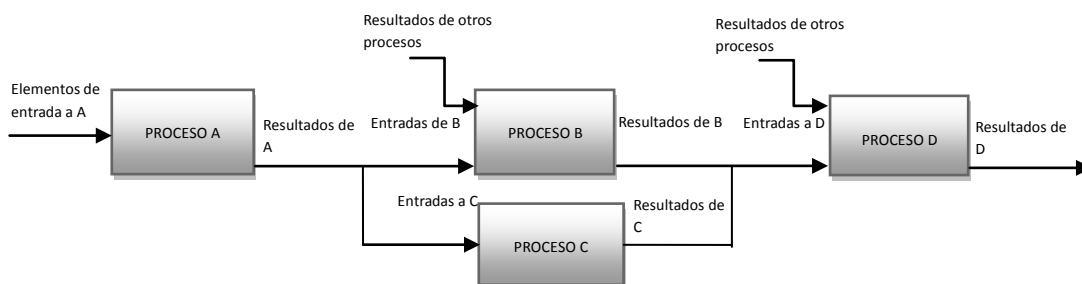 Resultados de otros
procesos
Resultados de otros
procesos
Elementos de
entrada a A
PROCESO A
Resultados de
A
Entradas de B
PROCESO B
Resultados de B
Entradas a D
PROCESO D
Resultados de
D
Entradas a C
PROCESO C
Resultados de
C